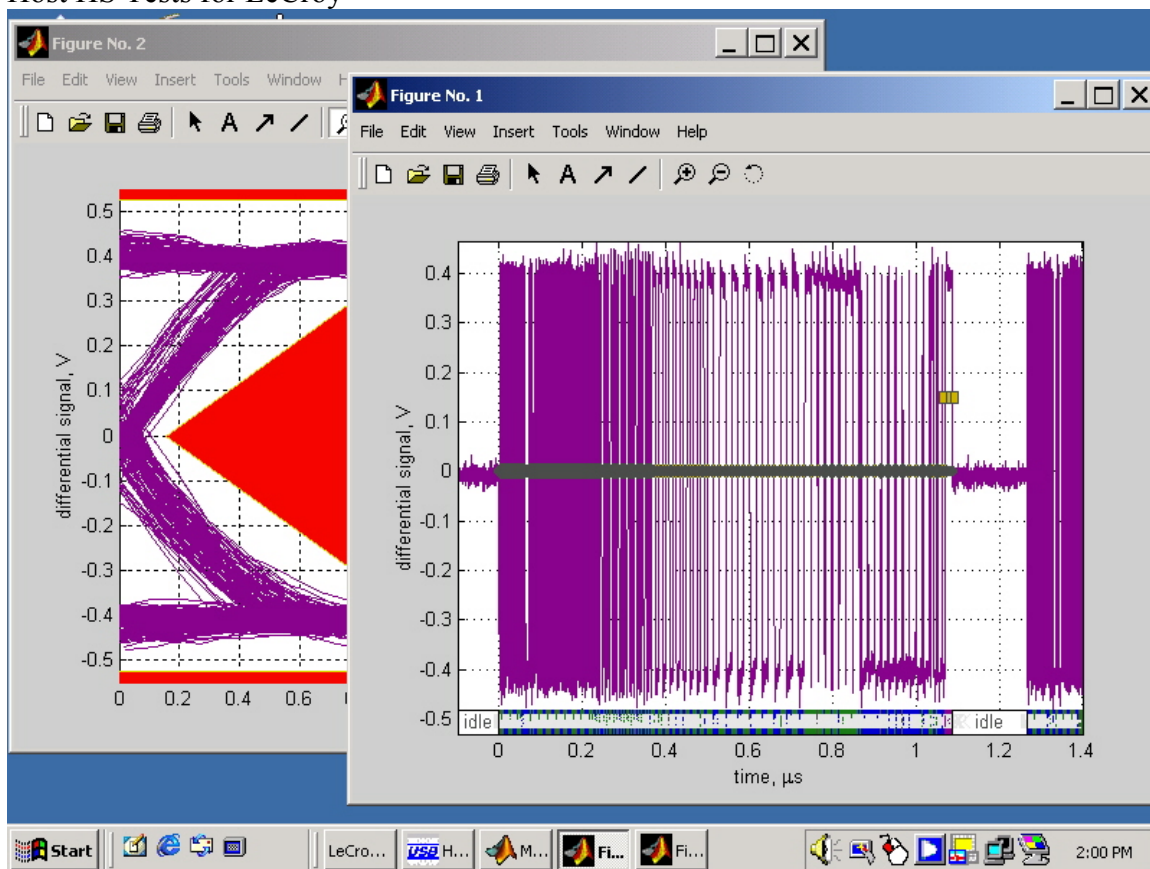 Host HS Tests for LeCroy
Figure No. 2
File Edit View Insert Tools Window H
A
0.5
0.4
0.3
0.2
0.1
0
-0.1
-0.2
-0.3
-0.4
-0.5
differential signal, V
0 0.2 0.4 0.6
Figure No. 1
File Edit View Insert Tools Window Help
A
0.4
0.3
0.2
0.1
0
-0.1
-0.2
-0.3
-0.4
-0.5
differential signal, V
idle idle
0 0.2 0.4 0.6 0.8 1 1.2 1.4
time, μs
Start LeCro... USB H... M... Fi... Fi... 2:00 PM